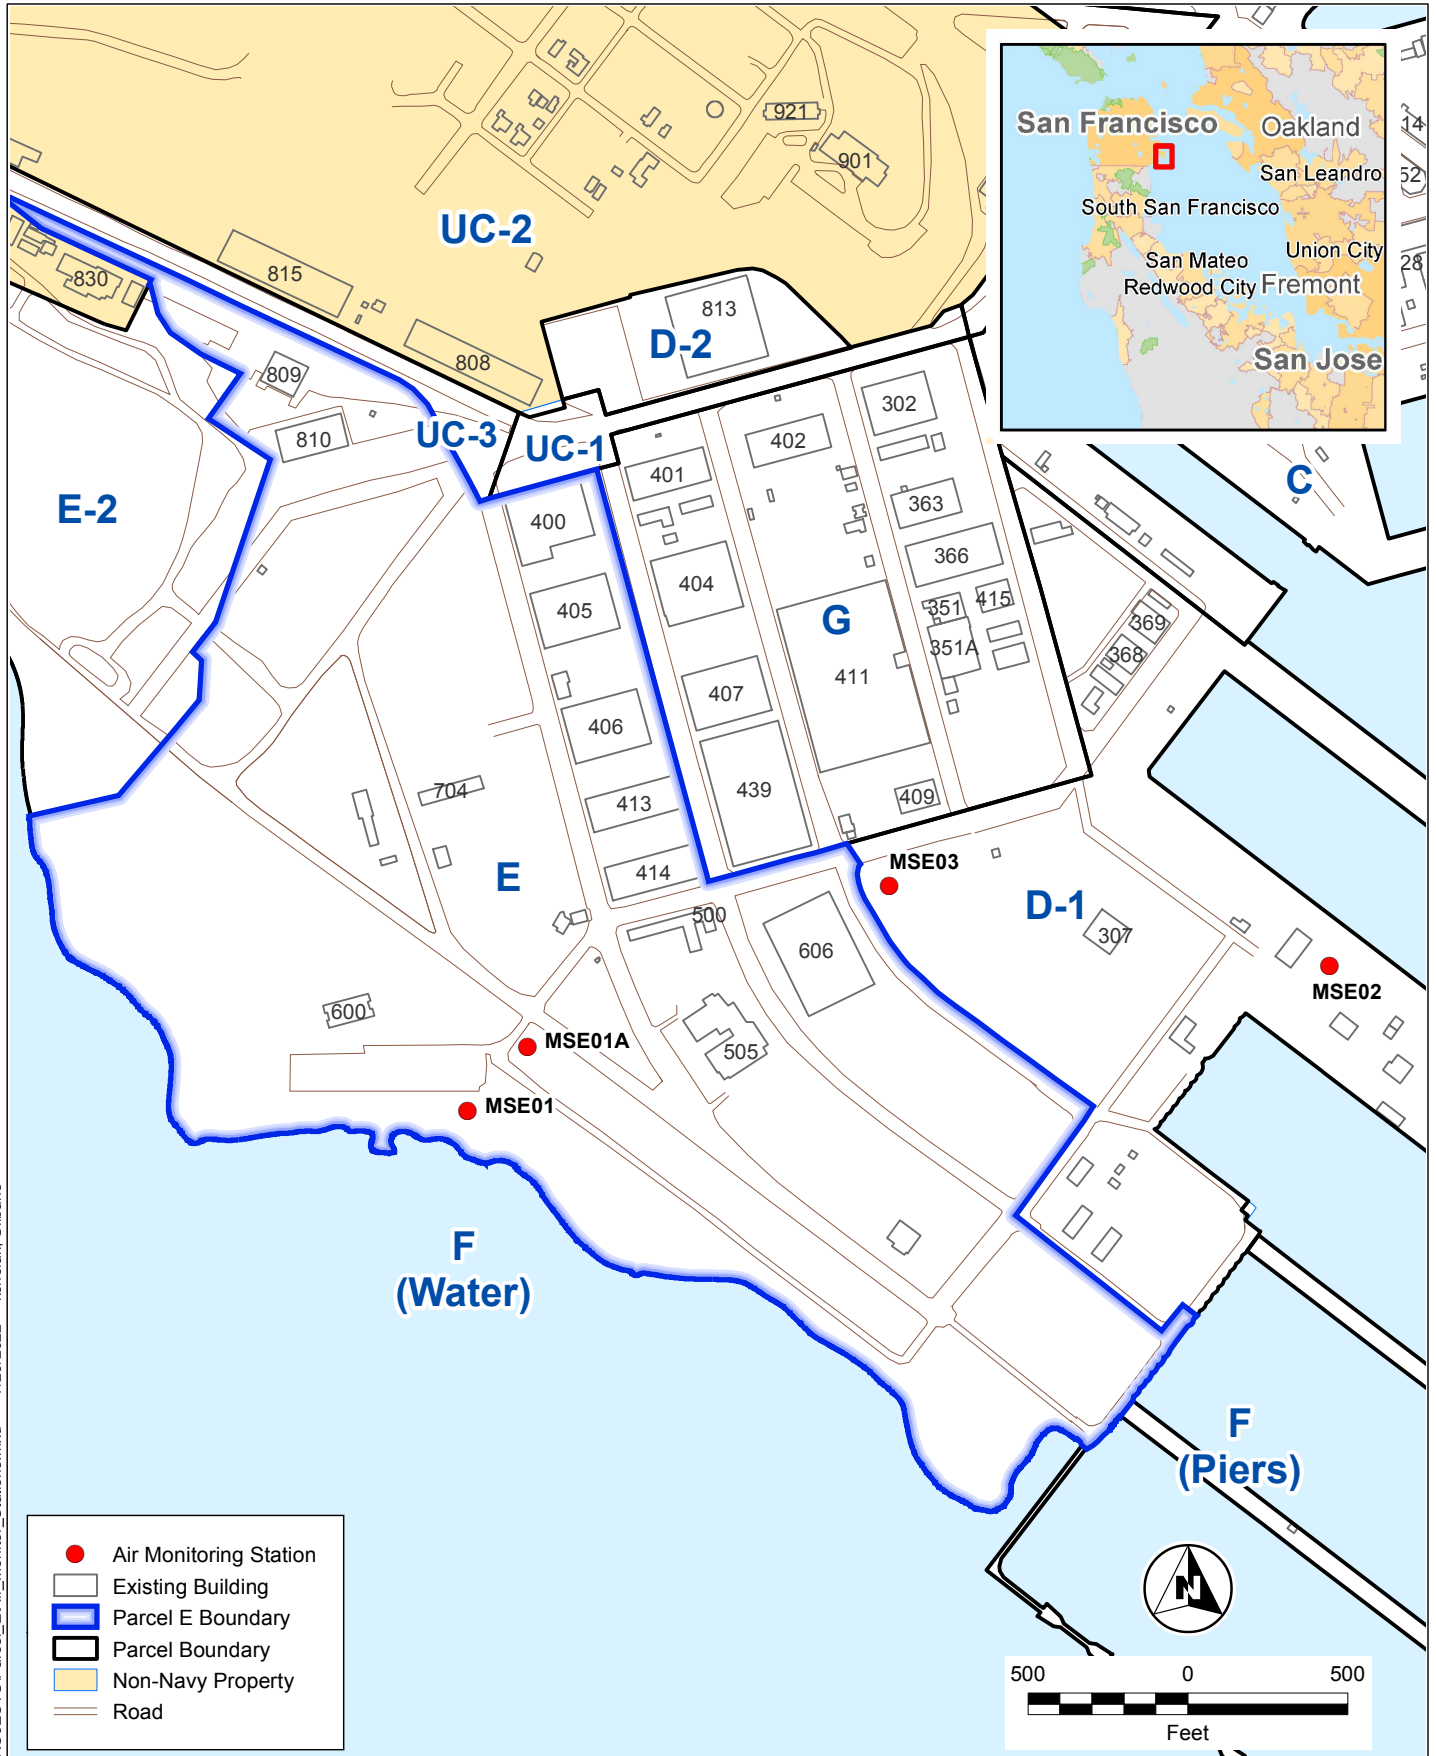 921
901
UC-2
815
830
808
813
D-2
San Francisco
Oakland
San Leandro
South San Francisco
Union City
San Mateo
Redwood City
Fremont
San Jose
14
52
28
809
810
UC-3
UC-1
302
402
401
363
C
E-2
400
366
404
405
G
351
415
369
351A
368
411
407
406
704
413
439
409
414
E
MSE03
D-1
500
307
606
MSE02
600
MSE01A
505
MSE01
F
(Water)
F
(Piers)
Air Monitoring Station
Existing Building
Parcel E Boundary
Parcel Boundary
Non-Navy Property
Road
N
500 0 500
Feet